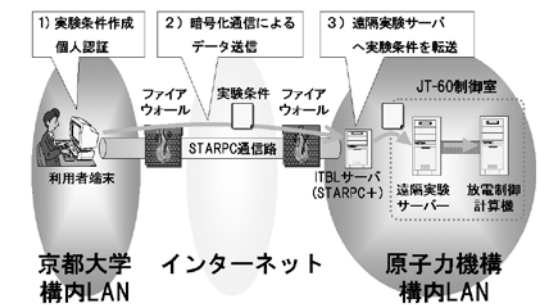 1) 実験条件作成
個人認証
2) 暗号化通信による
データ送信
3) 遠隔実験サーバ
へ実験条件を転送
ファイア
ウォール
実験条件
ファイア
ウォール
JT-60制御室
STARPC通信路
利用者端末
ITBLサーバ
(STARPC+)
遠隔実験
サーバー
放電制御
計算機
京都大学
構内LAN
インターネット
原子力機構
構内LAN